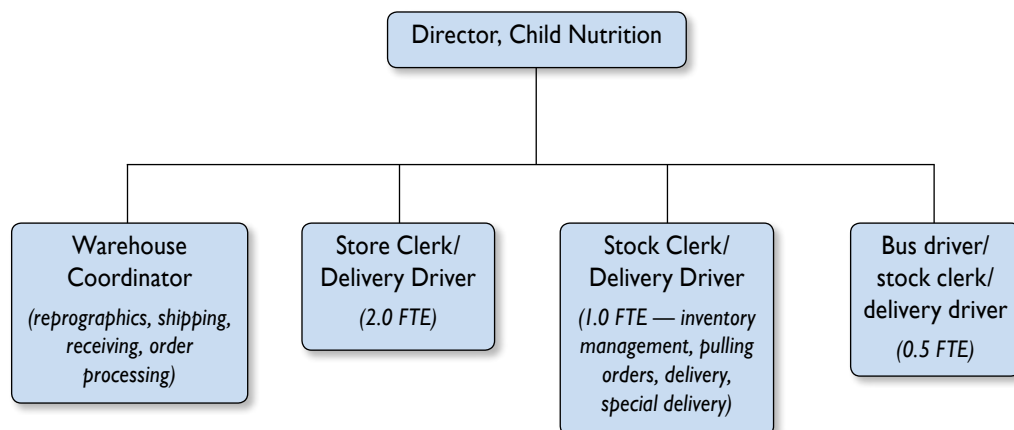 Director, Child Nutrition
Warehouse
Coordinator
(reprographics, shipping,
receiving, order
processing)
Store Clerk/
Delivery Driver
(2.0 FTE)
Stock Clerk/
Delivery Driver
(1.0 FTE — inventory
management, pulling
orders, delivery,
special delivery)
Bus driver/
stock clerk/
delivery driver
(0.5 FTE)